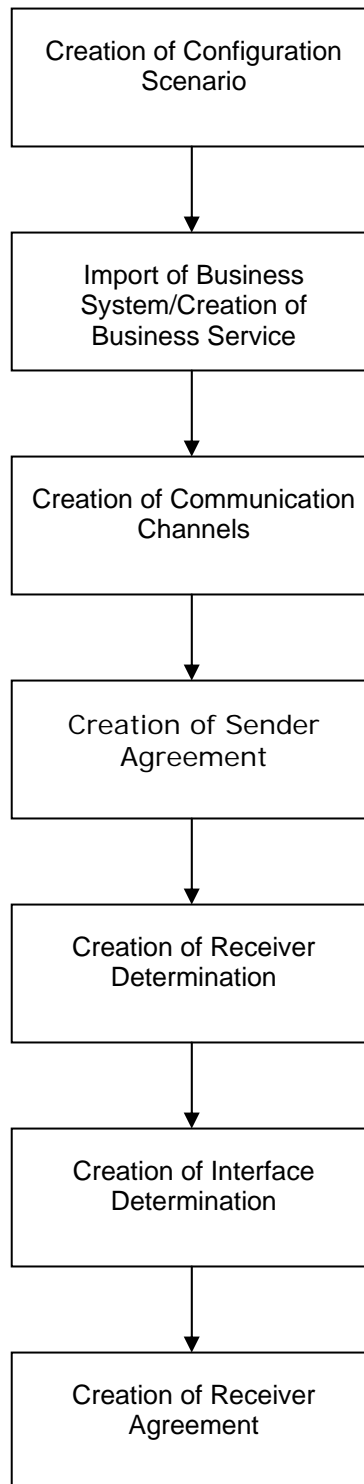 Creation of Configuration
Scenario
Import of Business
System/Creation of
Business Service
Creation of Communication
Channels
Creation of Sender
Agreement
Creation of Receiver
Determination
Creation of Interface
Determination
Creation of Receiver
Agreement